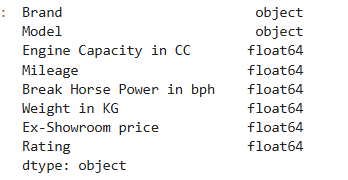 : Brand object
Model object
Engine Capacity in CC float64
Mileage float64
Break Horse Power in bph float64
Weight in KG float64
Ex-Showroom price float64
Rating float64
dtype: object